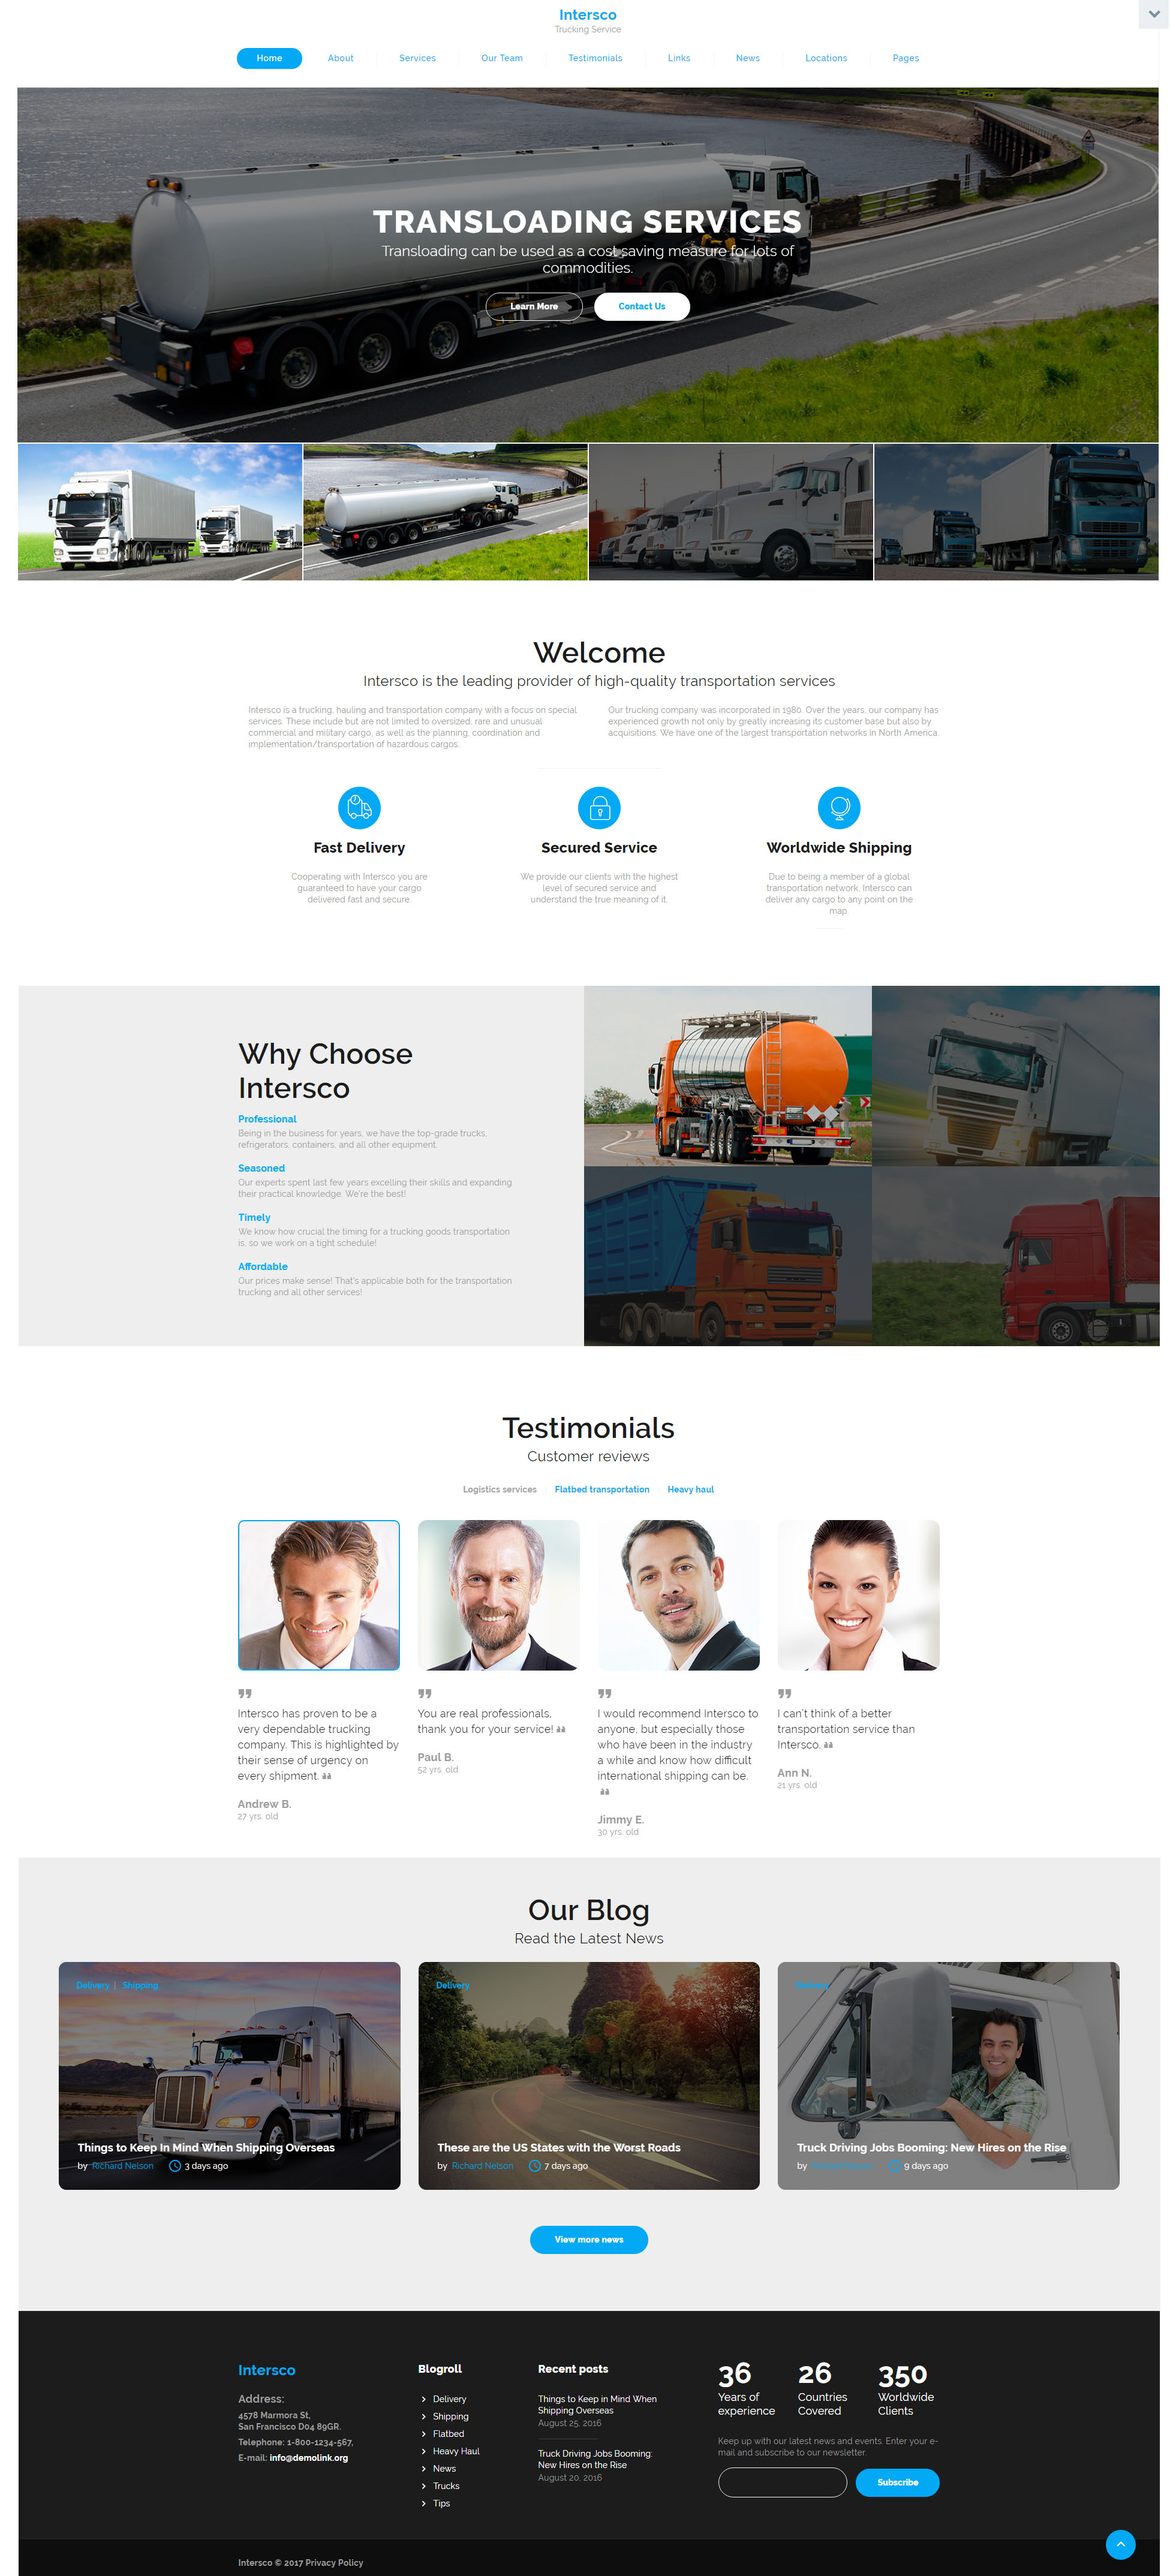 Intersco
Trucking Service
Home About Services Our Team Testimonials Links News Locations Pages
TRANSLOADING SERVICES
Transloading can be used as a cost-saving measure for lots of
commodities.
Learn More Contact Us
Welcome
Intersco is the leading provider of high-quality transportation services
Intersco is a trucking, hauling and transportation company with a focus on special
services. These include but are not limited to oversized, rare and unusual
commercial and military cargo, as well as the planning, coordination and
implementation/transportation of hazardous cargos.
Our trucking company was incorporated in 1980. Over the years, our company has
experienced growth not only by greatly increasing its customer base but also by
acquisitions. We have one of the largest transportation networks in North America.
Fast Delivery
Cooperating with Intersco you are
guaranteed to have your cargo
delivered fast and secure.
Secured Service
We provide our clients with the highest
level of secured service and
understand the true meaning of it.
Worldwide Shipping
Due to being a member of a global
transportation network, Intersco can
deliver any cargo to any point on the
map.
Why Choose
Intersco
Professional
Being in the business for years, we have the top-grade trucks,
refrigerators, containers, and all other equipment.
Seasoned
Our experts spent last few years excelling their skills and expanding
their practical knowledge. We're the best!
Timely
We know how crucial the timing for a trucking goods transportation
is, so we work on a tight schedule!
Affordable
Our prices make sense! That's applicable both for the transportation
trucking and all other services!
Testimonials
Customer reviews
Logistics services Flatbed transportation Heavy haul
Intersco has proven to be a
very dependable trucking
company. This is highlighted by
their sense of urgency on
every shipment.
Andrew B.
27 yrs. old
You are real professionals,
thank you for your service!
Paul B.
52 yrs. old
I would recommend Intersco to
anyone, but especially those
who have been in the industry
a while and know how difficult
international shipping can be.
Jimmy E.
30 yrs. old
I can't think of a better
transportation service than
Intersco.
Ann N.
21 yrs. old
Our Blog
Read the Latest News
Delivery | Shipping
Things to Keep In Mind When Shipping Overseas
by Richard Nelson 3 days ago
Delivery
These are the US States with the Worst Roads
by Richard Nelson 7 days ago
Delivery
Truck Driving Jobs Booming: New Hires on the Rise
by Richard Nelson 9 days ago
View more news
Intersco
Address:
4578 Marmora St,
San Francisco D04 89GR.
Telephone: 1-800-1234-567,
E-mail: info@demolink.org
Blogroll
Delivery
Shipping
Flatbed
Heavy Haul
News
Trucks
Tips
Recent posts
Things to Keep in Mind When
Shipping Overseas
August 25, 2016
Truck Driving Jobs Booming:
New Hires on the Rise
August 20, 2016
36
Years of
experience
26
Countries
Covered
350
Worldwide
Clients
Keep up with our latest news and events. Enter your e-
mail and subscribe to our newsletter.
Subscribe
Intersco © 2017 Privacy Policy